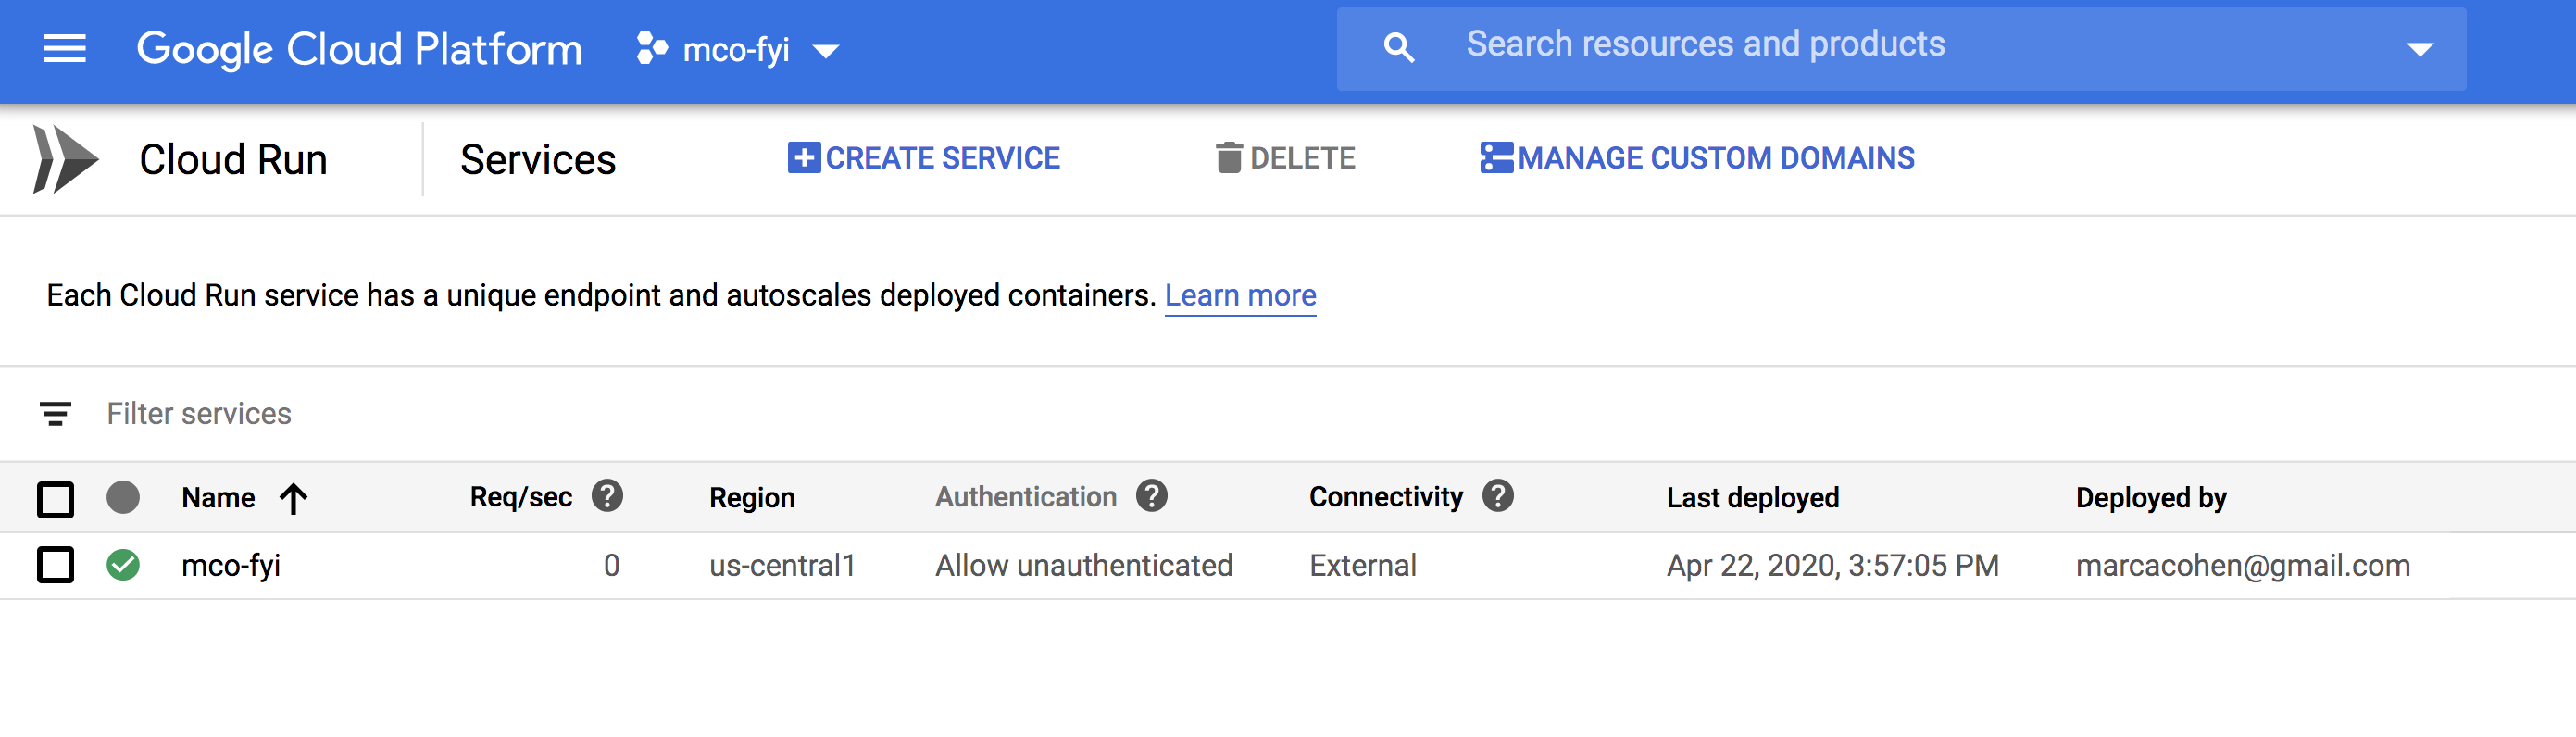 Google Cloud Platform mco-fyi Search resources and products
Cloud Run Services CREATE SERVICE DELETE MANAGE CUSTOM DOMAINS
Each Cloud Run service has a unique endpoint and autoscales deployed containers. Learn more
Filter services
Name Req/sec ? Region Authentication ? Connectivity ? Last deployed Deployed by
mco-fyi 0 us-central1 Allow unauthenticated External Apr 22, 2020, 3:57:05 PM marcacohen@gmail.com